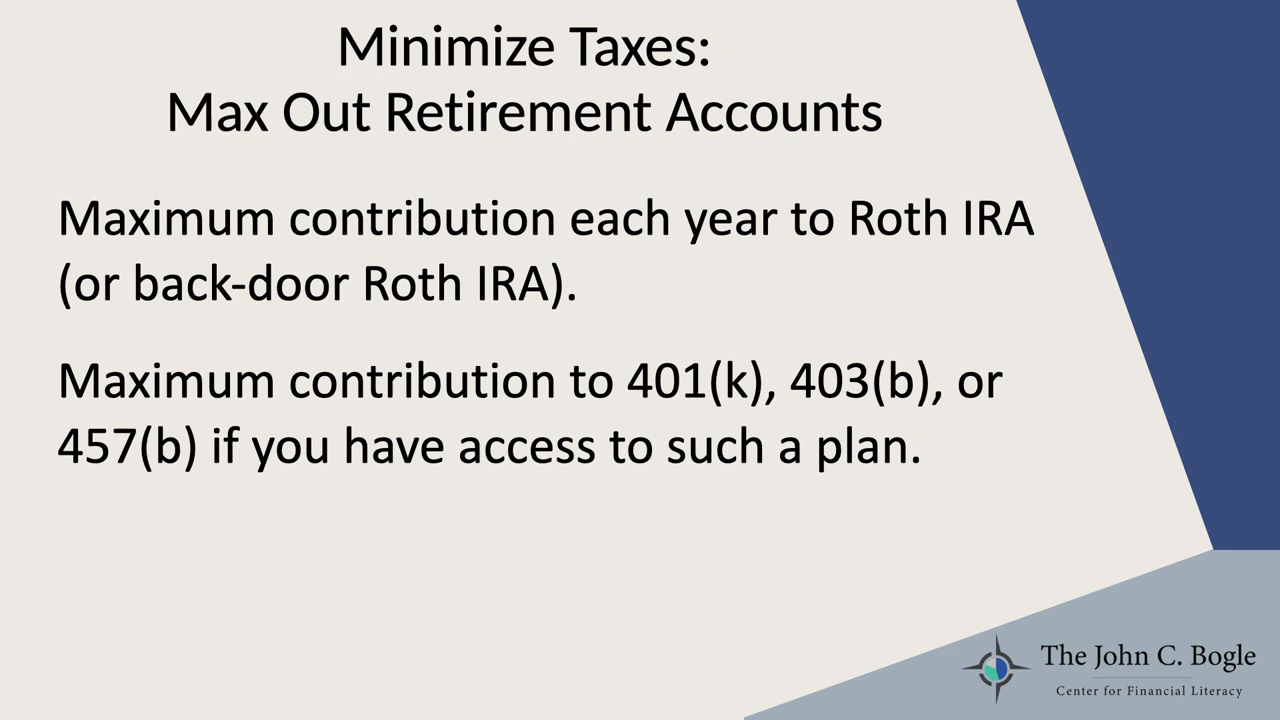 Minimize Taxes:
Max Out Retirement Accounts
Maximum contribution each year to Roth IRA
(or back-door Roth IRA).
Maximum contribution to 401(k), 403(b), or
457(b) if you have access to such a plan.
The John C. Bogle
Center for Financial Literacy